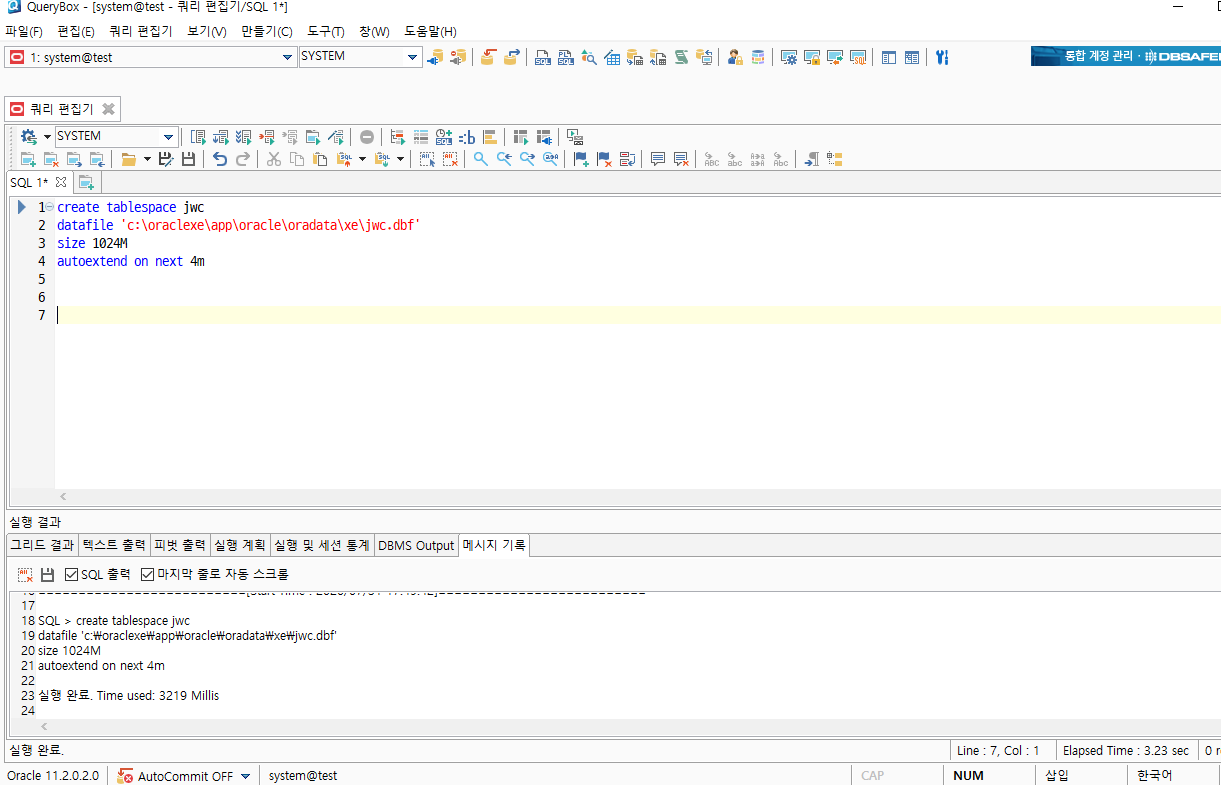 QueryBox - [system@test - 쿼리 편집기/SQL 1*]
파일(F) 편집(E) 쿼리 편집기 보기(V) 만들기(C) 도구(T) 창(W) 도움말(H)
1: system@test SYSTEM 통합 계정 관리 · DBSAFER
쿼리 편집기
SYSTEM
SQL 1*
1 create tablespace jwc
2 datafile 'c:\oraclexe\app\oracle\oradata\xe\jwc.dbf'
3 size 1024M
4 autoextend on next 4m
5
6
7
실행 결과
그리드 결과 텍스트 출력 피벗 출력 실행 계획 실행 및 세션 통계 DBMS Output 메시지 기록
SQL 출력 마지막 줄로 자동 스크롤
17
18 SQL > create tablespace jwc
19 datafile 'c:₩oraclexe₩app₩oracle₩oradata₩xe₩jwc.dbf'
20 size 1024M
21 autoextend on next 4m
22
23 실행 완료. Time used: 3219 Millis
24
실행 완료. Line : 7, Col : 1 Elapsed Time : 3.23 sec 0
Oracle 11.2.0.2.0 AutoCommit OFF system@test CAP NUM 삽입 한국어